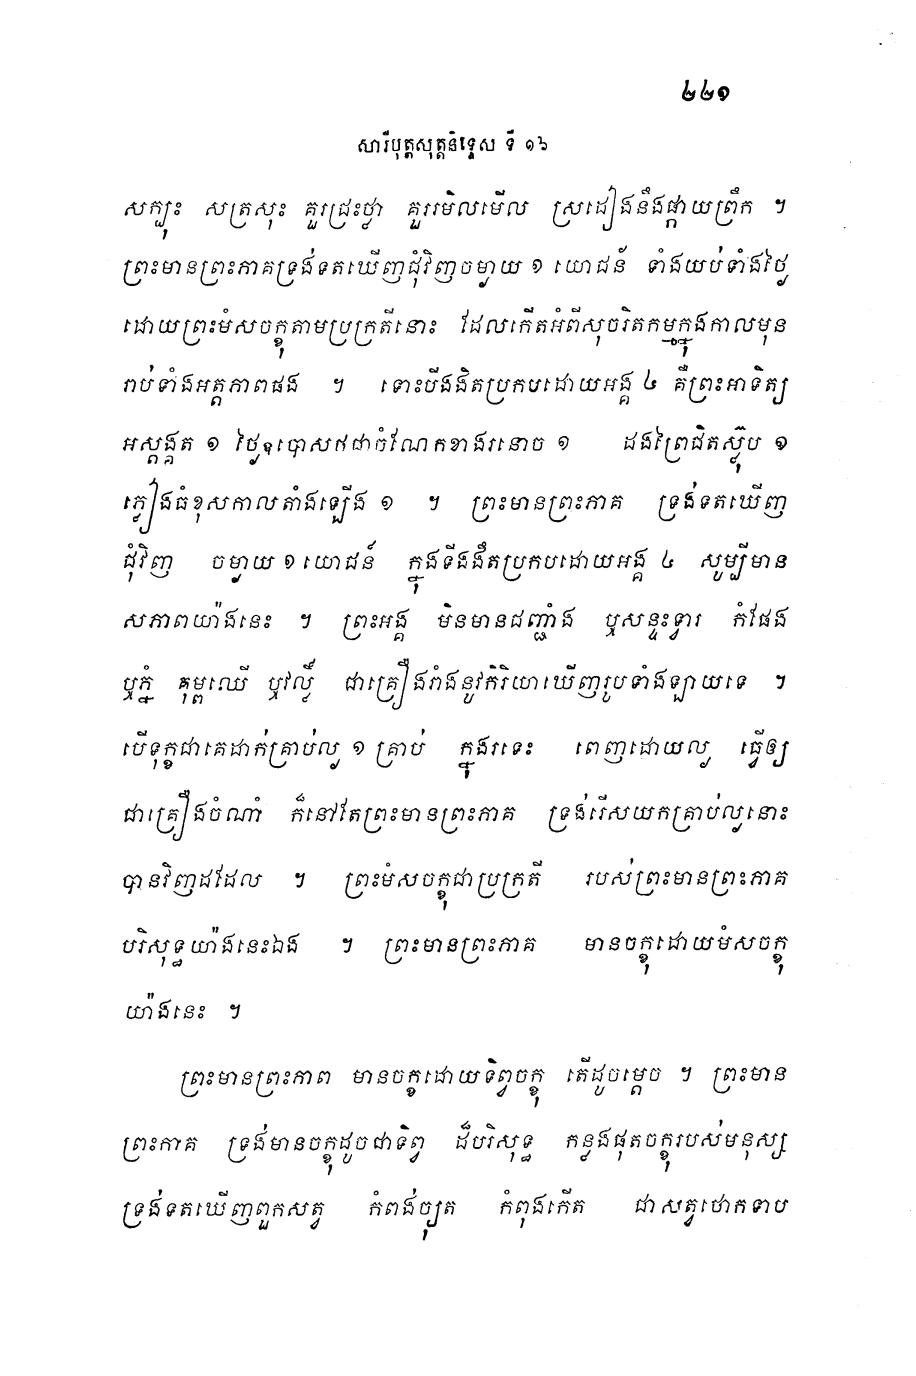 ២២១
សារីបុត្តសុត្តនិទ្ទេស ទី ១៦
សក្បុះ សត្រសុះ គួរជ្រះថ្លា គួររមិលមើល ស្រដៀងនឹងផ្កាយព្រឹក ។
ព្រះមានព្រះភាគទ្រង់ទតឃើញជុំវិញចម្ងាយ ១ យោជន៍ ទាំងយប់ទាំងថ្ងៃ
ដោយព្រះមំសចក្ខុតាមប្រក្រតីនោះ ដែលកើតអំពីសុចរិតកម្មក្នុងកាលមុន
រាប់ទាំងអត្តភាពផង ។ ទោះបីងងិតប្រកបដោយអង្គ ៤ គឺព្រះអាទិត្យ
អស្តង្គត ១ ថ្ងៃឧបោសថជាចំណែកខាងរនោច ១ ដងព្រៃជិតស្លុប ១
ភ្លៀងធំខុសកាលតាំងឡើង ១ ។ ព្រះមានព្រះភាគ ទ្រង់ទតឃើញ
ជុំវិញ ចម្ងាយ ១ យោជន៍ ក្នុងទីងងឹតប្រកបដោយអង្គ ៤ សូម្បីមាន
សភាពយ៉ាងនេះ ។ ព្រះអង្គ មិនមានជញ្ជាំង ឬសន្ទះទ្វារ កំផែង
ឬភ្នំ គុម្ពឈើ ឬវល្លិ៍ ជាគ្រឿងរាំងនូវកិរិយាឃើញរូបទាំងឡាយទេ ។
បើទុក្ខជាគេដាក់គ្រាប់ល្ង ១ គ្រាប់ ក្នុងរទេះ ពេញដោយល្ង ធ្វើឲ្យ
ជាគ្រឿងចំណាំ ក៏នៅតែព្រះមានព្រះភាគ ទ្រង់រើសយកគ្រាប់ល្ងនោះ
បានវិញដដែល ។ ព្រះមំសចក្ខុជាប្រក្រតី របស់ព្រះមានព្រះភាគ
បរិសុទ្ធយ៉ាងនេះឯង ។ ព្រះមានព្រះភាគ មានចក្ខុដោយមំសចក្ខុ
យ៉ាងនេះ ។
ព្រះមានព្រះភាព មានចក្ខុដោយទិព្វចក្ខុ តើដូចម្តេច ។ ព្រះមាន
ព្រះភាគ ទ្រង់មានចក្ខុដូចជាទិព្វ ដ៏បរិសុទ្ធ កន្លងផុតចក្ខុរបស់មនុស្ស
ទ្រង់ទតឃើញពួកសត្វ កំពង់ច្យុត កំពុងកើត ជាសត្វថោកទាប